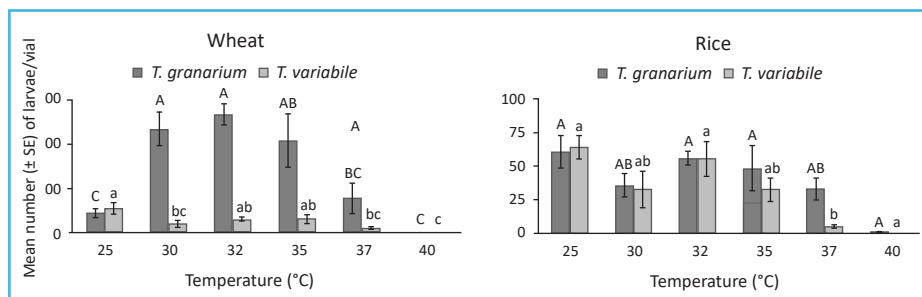 Wheat
T. granarium T. variabile
Mean number (± SE) of larvae/vial
00
00
00
0
C a
A
bc
A
ab
AB
ab
A
BC
bc
C c
25 30 32 35 37 40
Temperature (°C)
Rice
T. granarium T. variabile
100
75
50
25
0
A a
AB ab
A a
A
ab
AB
b
A a
25 30 32 35 37 40
Temperature (°C)